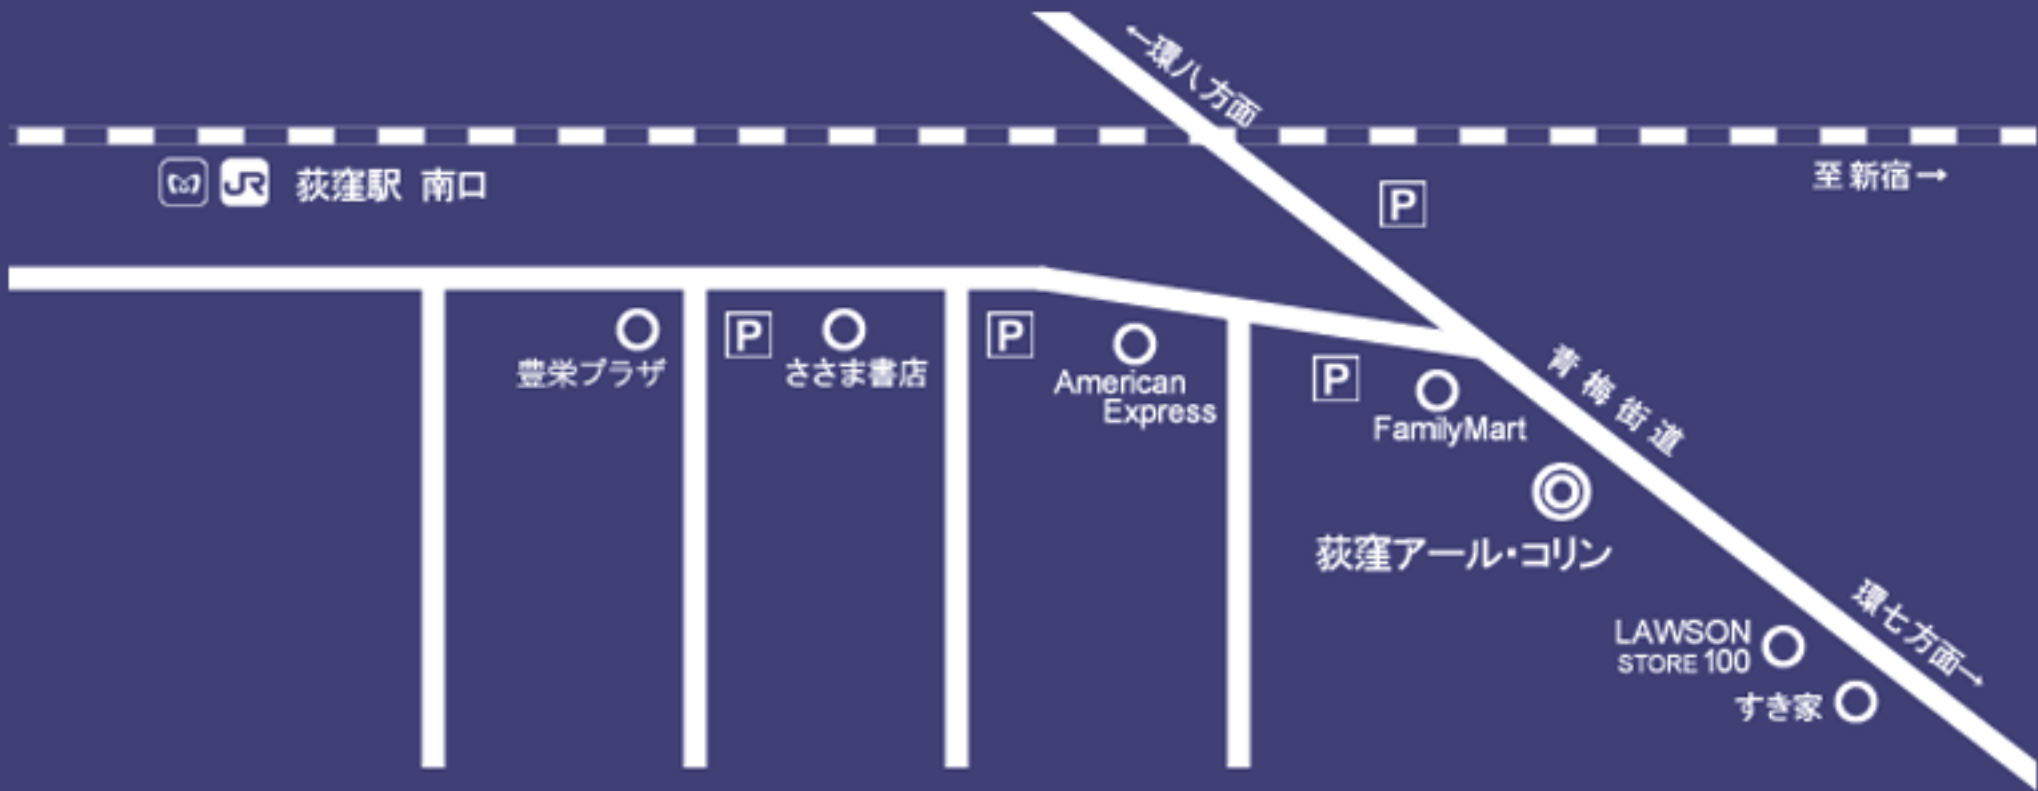 ←環八方面
JR 荻窪駅 南口
至新宿→
P
豊栄プラザ
P
ささま書店
P
American
Express
P
FamilyMart
青梅街道
荻窪アール・コリン
LAWSON
STORE 100
すき家
環七方面→